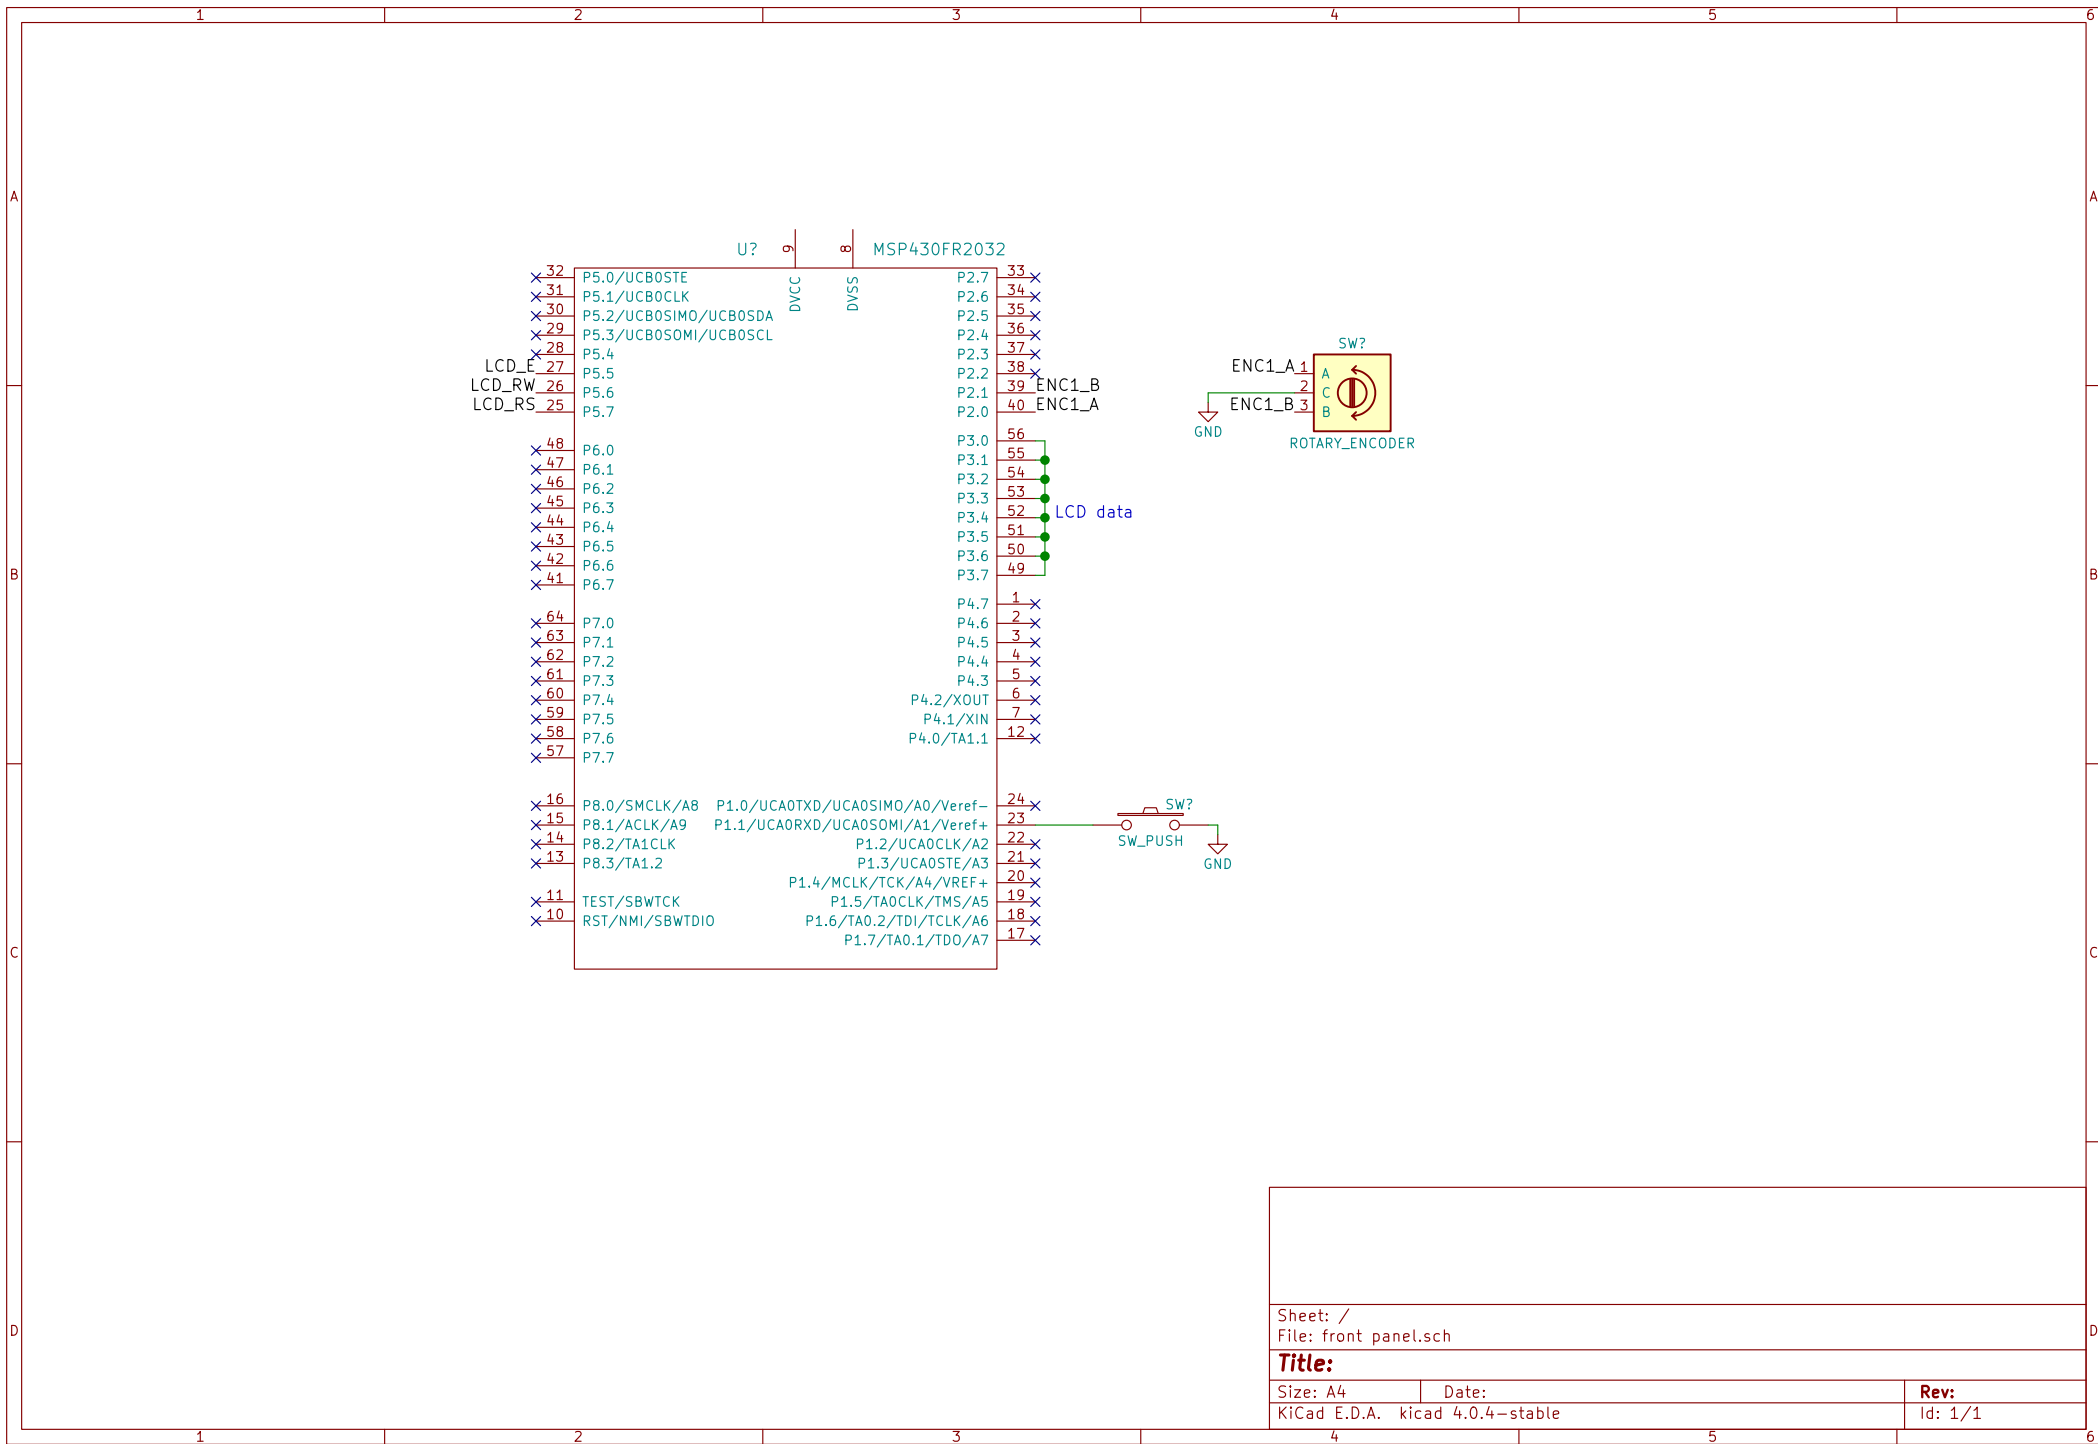 1 2 3 4 5 6
A A
U? 9 8 MSP430FR2032
DVCC DVSS
32 P5.0/UCB0STE P2.7 33
31 P5.1/UCB0CLK P2.6 34
30 P5.2/UCB0SIMO/UCB0SDA P2.5 35
29 P5.3/UCB0SOMI/UCB0SCL P2.4 36
28 P5.4 P2.3 37
LCD_E 27 P5.5 P2.2 38
LCD_RW 26 P5.6 P2.1 39 ENC1_B
LCD_RS 25 P5.7 P2.0 40 ENC1_A
SW?
ENC1_A 1 A
2 C
ENC1_B 3 B
GND
ROTARY_ENCODER
P3.0 56
48 P6.0 P3.1 55
47 P6.1 P3.2 54
46 P6.2 P3.3 53
45 P6.3 P3.4 52
LCD data
44 P6.4 P3.5 51
43 P6.5 P3.6 50
42 P6.6 P3.7 49
41 P6.7
B B
P4.7 1
64 P7.0 P4.6 2
63 P7.1 P4.5 3
62 P7.2 P4.4 4
61 P7.3 P4.3 5
60 P7.4 P4.2/XOUT 6
59 P7.5 P4.1/XIN 7
58 P7.6 P4.0/TA1.1 12
57 P7.7
16 P8.0/SMCLK/A8 P1.0/UCA0TXD/UCA0SIMO/A0/Veref- 24
15 P8.1/ACLK/A9 P1.1/UCA0RXD/UCA0SOMI/A1/Veref+ 23
14 P8.2/TA1CLK P1.2/UCA0CLK/A2 22
13 P8.3/TA1.2 P1.3/UCA0STE/A3 21
P1.4/MCLK/TCK/A4/VREF+ 20
11 TEST/SBWTCK P1.5/TA0CLK/TMS/A5 19
10 RST/NMI/SBWTDIO P1.6/TA0.2/TDI/TCLK/A6 18
P1.7/TA0.1/TDO/A7 17
SW?
SW_PUSH
GND
C C
Sheet: /
File: front panel.sch
D D
Title:
Size: A4 Date: Rev:
KiCad E.D.A. kicad 4.0.4-stable Id: 1/1
1 2 3 4 5 6